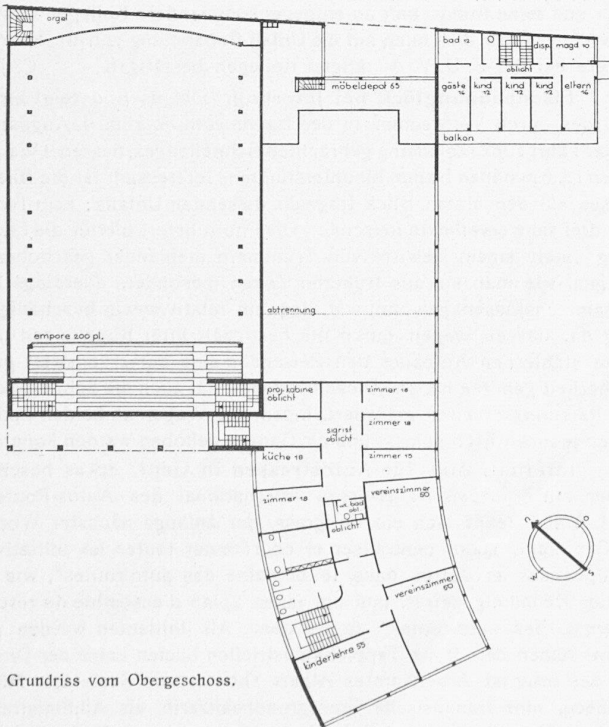 orgel
bad 12
disp.
magd 10
oblicht
möbeldepot 65
gäste
kind
12
kind
12
kind
12
eltern
16
balkon
abtrennung
empore 200 pl.
proj. kabine
oblicht
zimmer 18
sigrist
oblicht
zimmer 18
küche 18
zimmer 15
zimmer 18
vereinszimmer
50
bad
obl
oblicht
vereinszimmer
50
kinderlehre 55
N
O
S
W
Grundriss vom Obergeschoss.